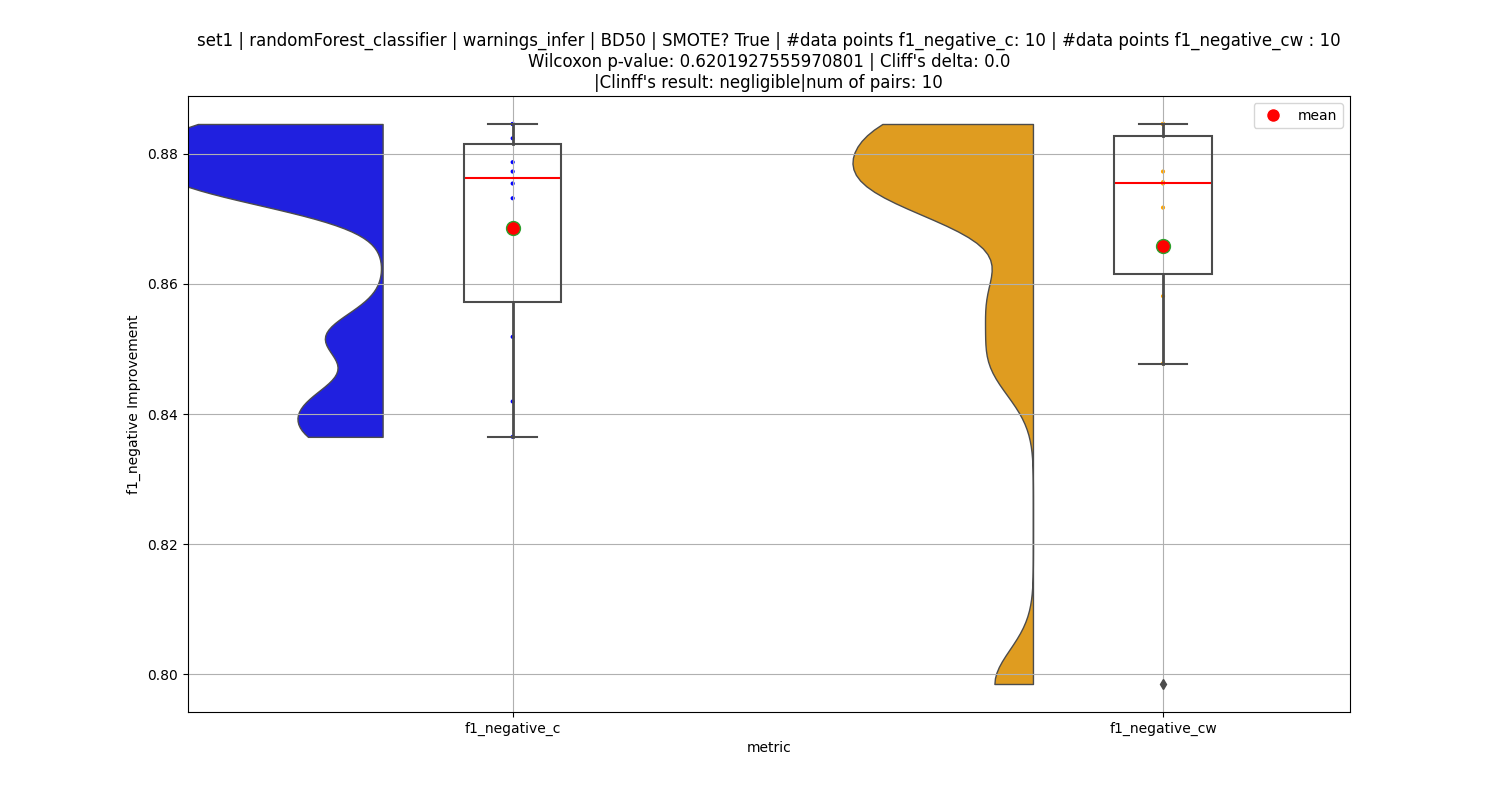 set1 | randomForest_classifier | warnings_infer | BD50 | SMOTE? True | #data points f1_negative_c: 10 | #data points f1_negative_cw : 10
Wilcoxon p-value: 0.6201927555970801 | Cliff's delta: 0.0
|Clinff's result: negligible|num of pairs: 10
mean
0.88
0.86
0.84
0.82
0.80
f1_negative Improvement
f1_negative_c
f1_negative_cw
metric